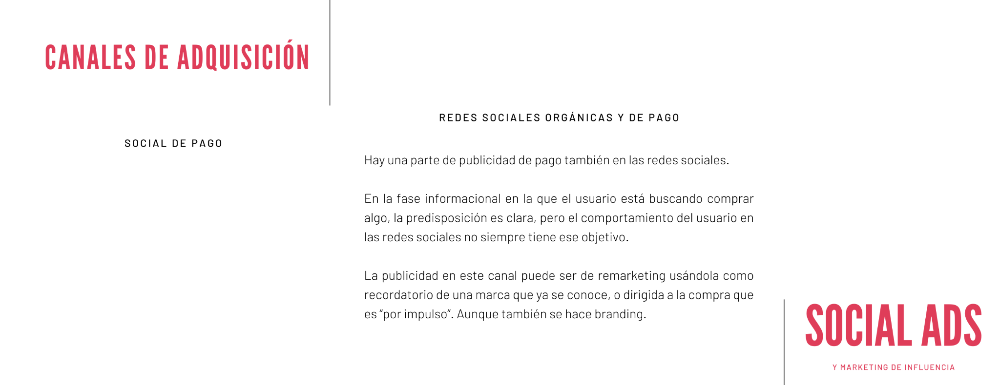 CANALES DE ADQUISICIÓN
SOCIAL DE PAGO
REDES SOCIALES ORGÁNICAS Y DE PAGO
Hay una parte de publicidad de pago también en las redes sociales.
En la fase informacional en la que el usuario está buscando comprar
algo, la predisposición es clara, pero el comportamiento del usuario en
las redes sociales no siempre tiene ese objetivo.
La publicidad en este canal puede ser de remarketing usándola como
recordatorio de una marca que ya se conoce, o dirigida a la compra que
es “por impulso”. Aunque también se hace branding.
SOCIAL ADS
Y MARKETING DE INFLUENCIA